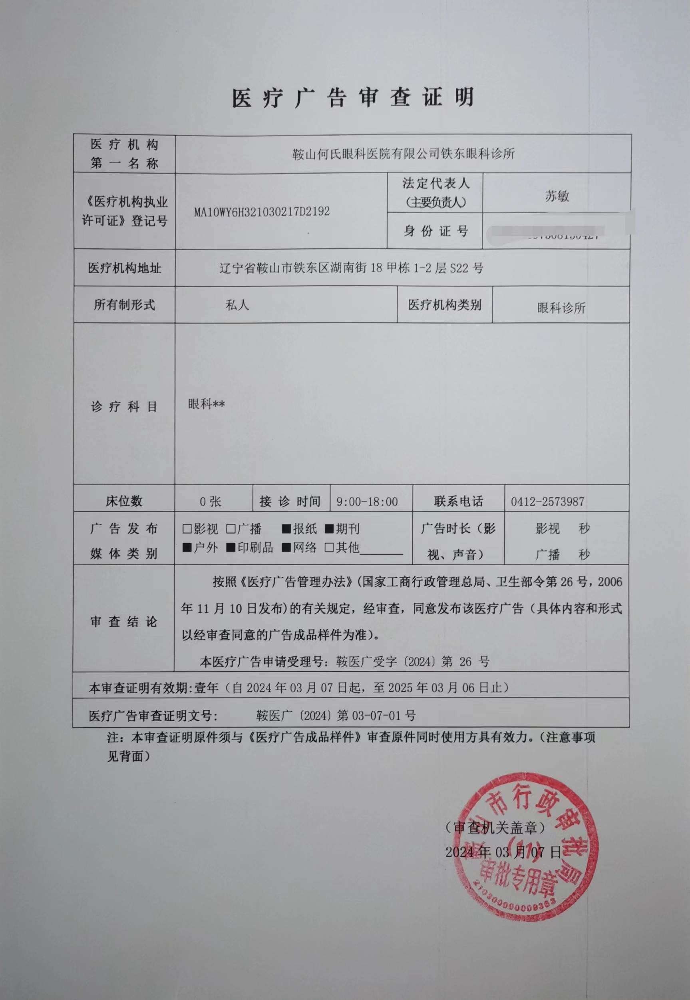 医疗广告审查证明
医疗机构
第一名称
鞍山何氏眼科医院有限公司铁东眼科诊所
《医疗机构执业
许可证》登记号
MA10WY6H321030217D2192
法定代表人
（主要负责人）
苏敏
身份证号
医疗机构地址
辽宁省鞍山市铁东区湖南街18甲栋1-2层S22号
所有制形式
私人
医疗机构类别
眼科诊所
诊疗科目
眼科**
床位数
0张
接诊时间
9:00-18:00
联系电话
0412-2573987
广告发布
媒体类别
□影视 □广播 ■报纸 ■期刊
■户外 ■印刷品 ■网络 □其他______
广告时长（影
视、声音）
影视 秒
广播 秒
审查结论
按照《医疗广告管理办法》(国家工商行政管理总局、卫生部令第26号，2006
年11月10日发布)的有关规定，经审查，同意发布该医疗广告（具体内容和形式
以经审查同意的广告成品样件为准）。
本医疗广告申请受理号：鞍医广受字〔2024〕第 26 号
本审查证明有效期:壹年（自2024年03月07日起，至2025年03月06日止）
医疗广告审查证明文号： 鞍医广〔2024〕第03-07-01号
注：本审查证明原件须与《医疗广告成品样件》审查原件同时使用方具有效力。（注意事项
见背面）
（审查机关盖章）
2024年03月07日
鞍山市行政审批局
(11)
审批专用章